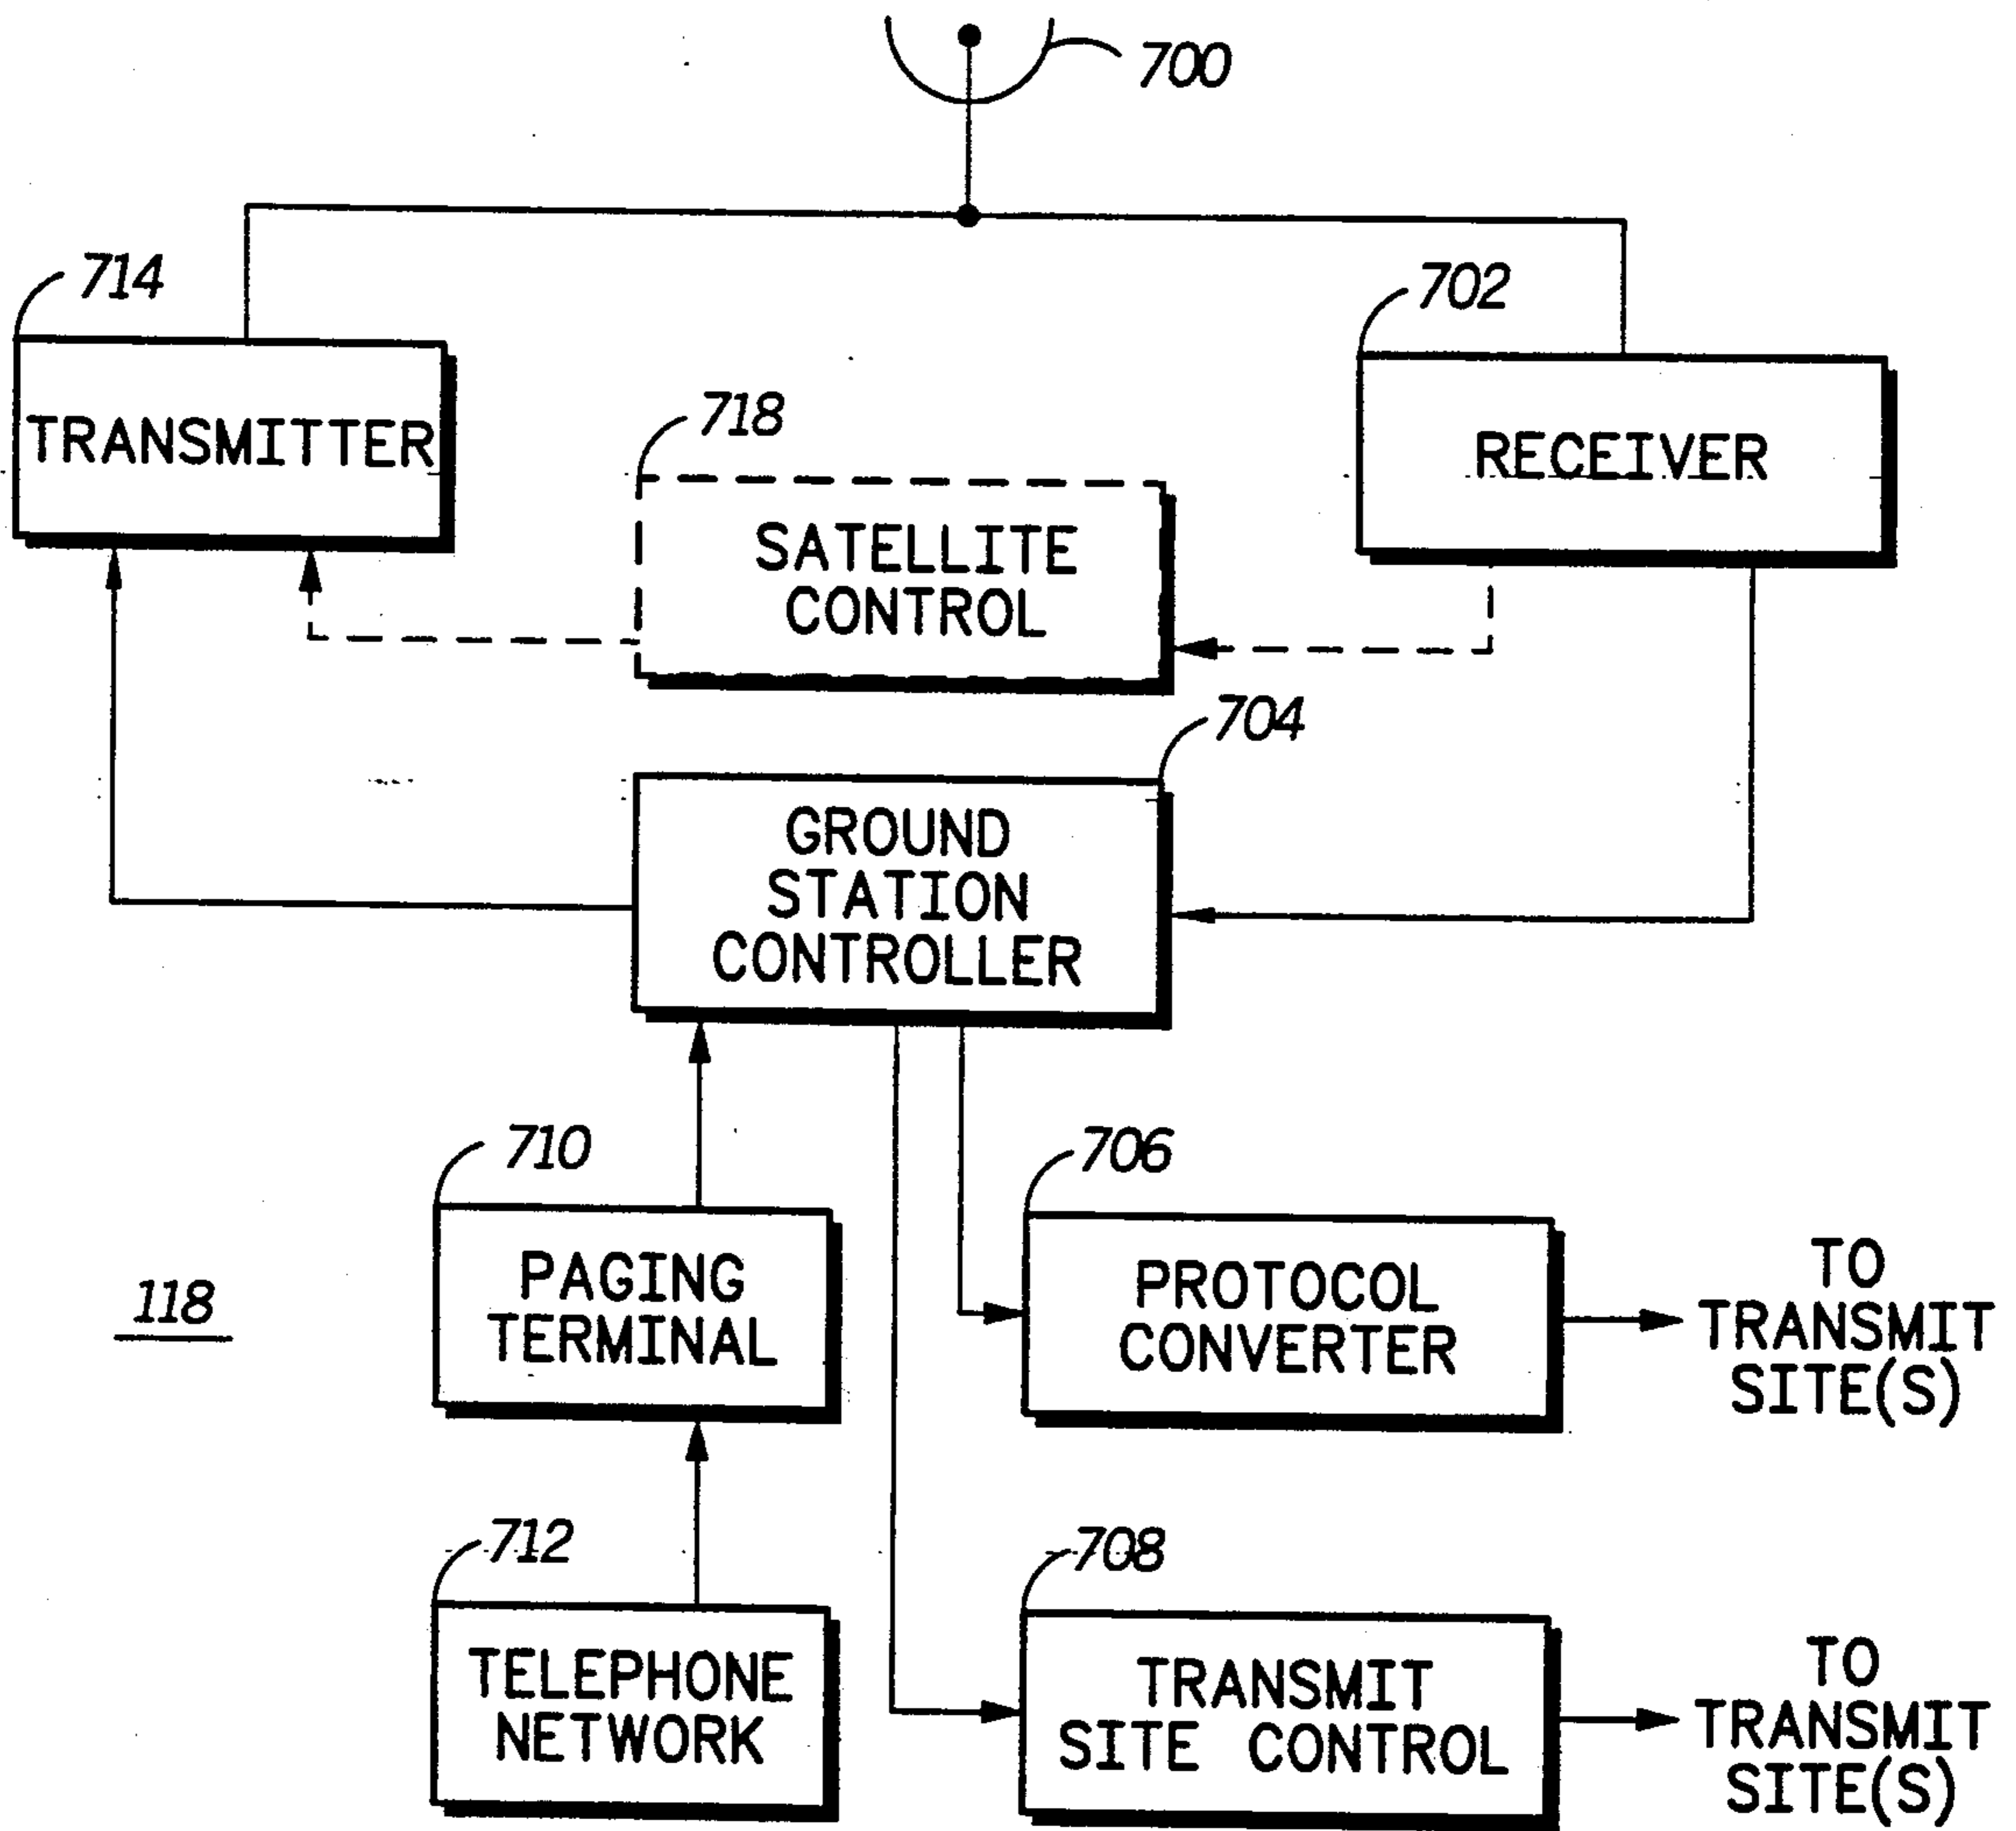 700
714
702
TRANSMITTER
718
RECEIVER
SATELLITE
CONTROL
704
GROUND
STATION
CONTROLLER
710
706
118
PAGING
TERMINAL
PROTOCOL
CONVERTER
TO
TRANSMIT
SITE(S)
712
708
TELEPHONE
NETWORK
TRANSMIT
SITE CONTROL
TO
TRANSMIT
SITE(S)